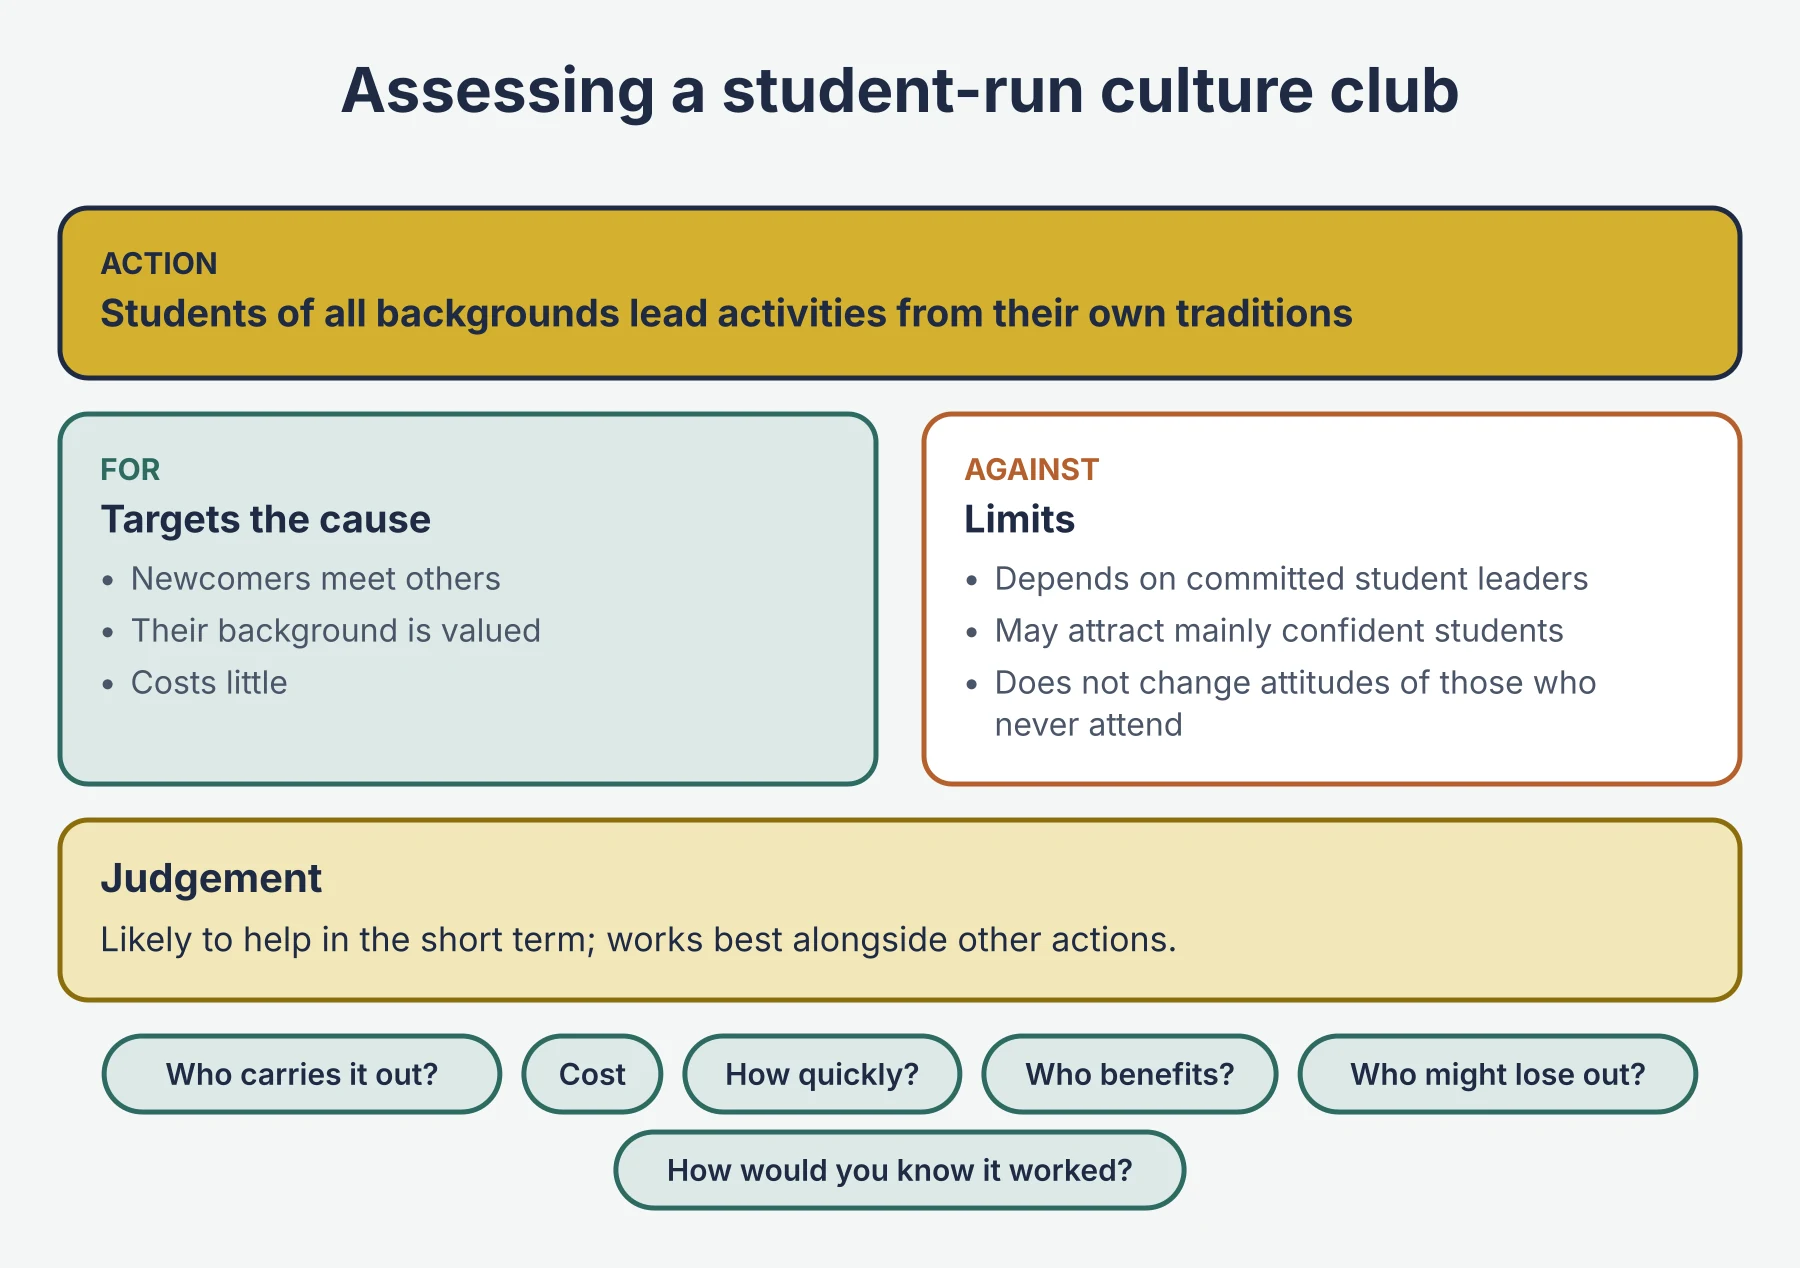 Assessing a student-run culture club
ACTION
Students of all backgrounds lead activities from their own traditions
FOR
Targets the cause
• Newcomers meet others
• Their background is valued
• Costs little
AGAINST
Limits
• Depends on committed student leaders
• May attract mainly confident students
• Does not change attitudes of those who
never attend
Judgement
Likely to help in the short term; works best alongside other actions.
Who carries it out?
Cost
How quickly?
Who benefits?
Who might lose out?
How would you know it worked?